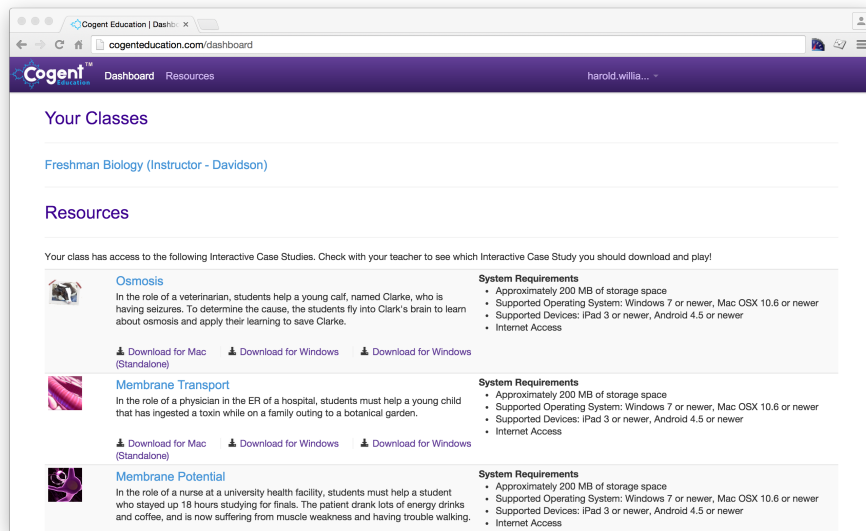 Cogent Education | Dashb
cogenteducation.com/dashboard
Cogent™
Education
Dashboard Resources harold.willia...
Your Classes
Freshman Biology (Instructor - Davidson)
Resources
Your class has access to the following Interactive Case Studies. Check with your teacher to see which Interactive Case Study you should download and play!
Osmosis
In the role of a veterinarian, students help a young calf, named Clarke, who is
having seizures. To determine the cause, the students fly into Clark's brain to learn
about osmosis and apply their learning to save Clarke.
Download for Mac Download for Windows Download for Windows
(Standalone)
System Requirements
• Approximately 200 MB of storage space
• Supported Operating System: Windows 7 or newer, Mac OSX 10.6 or newer
• Supported Devices: iPad 3 or newer, Android 4.5 or newer
• Internet Access
Membrane Transport
In the role of a physician in the ER of a hospital, students must help a young child
that has ingested a toxin while on a family outing to a botanical garden.
Download for Mac Download for Windows Download for Windows
(Standalone)
System Requirements
• Approximately 200 MB of storage space
• Supported Operating System: Windows 7 or newer, Mac OSX 10.6 or newer
• Supported Devices: iPad 3 or newer, Android 4.5 or newer
• Internet Access
Membrane Potential
In the role of a nurse at a university health facility, students must help a student
who stayed up 18 hours studying for finals. The patient drank lots of energy drinks
and coffee, and is now suffering from muscle weakness and having trouble walking.
System Requirements
• Approximately 200 MB of storage space
• Supported Operating System: Windows 7 or newer, Mac OSX 10.6 or newer
• Supported Devices: iPad 3 or newer, Android 4.5 or newer
• Internet Access